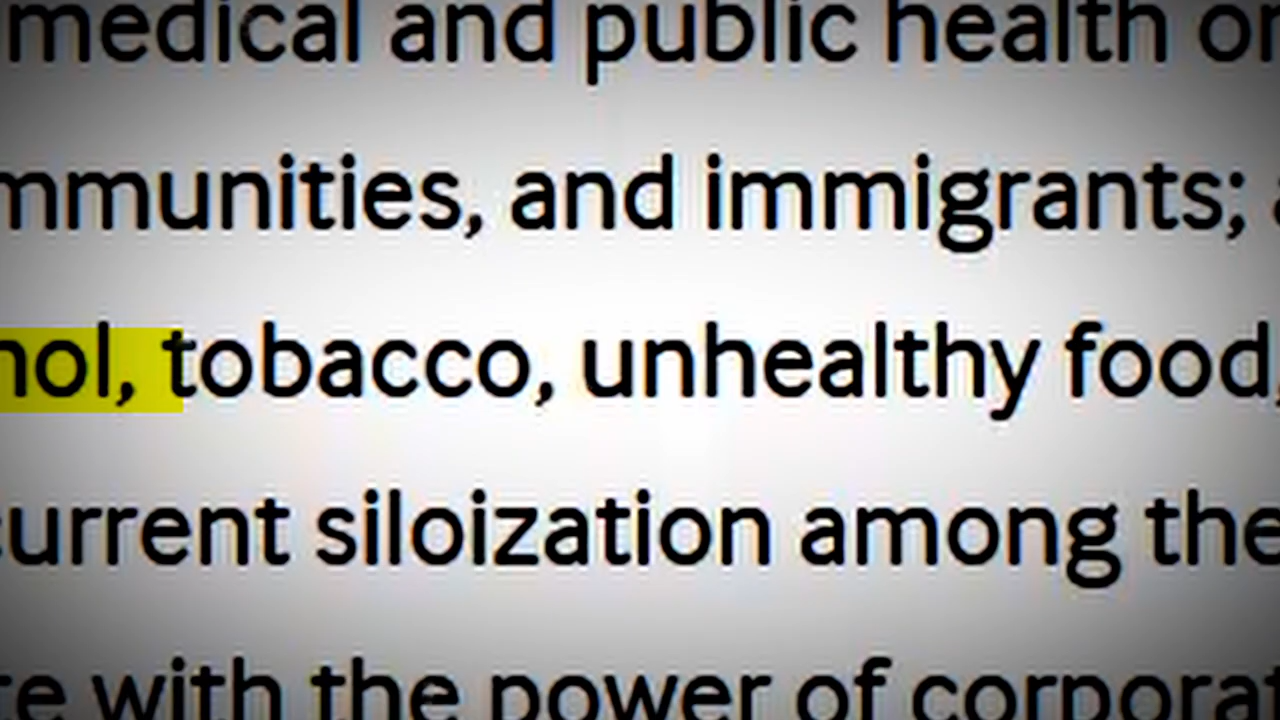 medical and public health or
mmunities, and immigrants; a
hol, tobacco, unhealthy food,
current siloization among the
te with the power of corporat